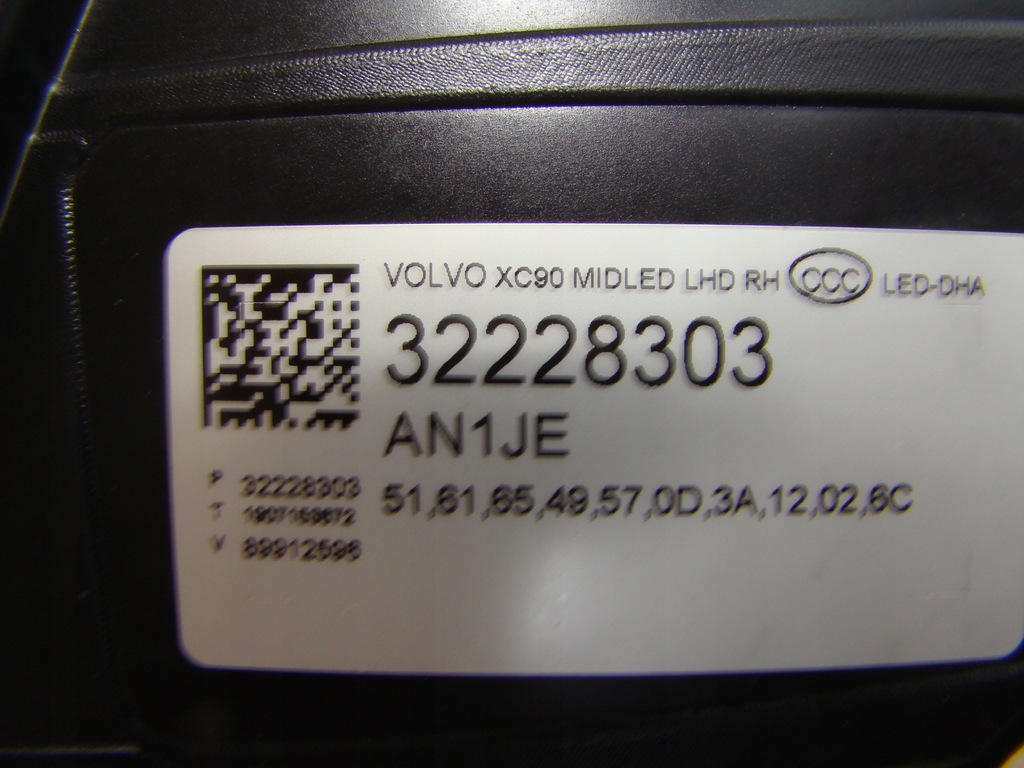 VOLVO XC90 MIDLED LHD RH CCC LED-DHA
32228303
AN1JE
51,61,65,49,57,0D,3A,12,02,6C
P 32228303
T
V 89912596